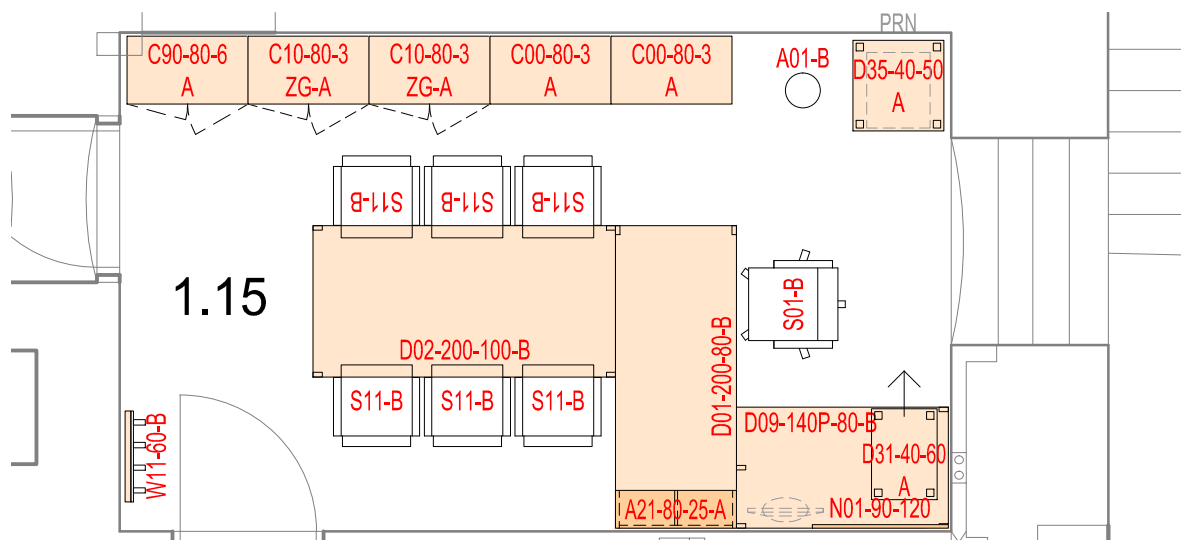 PRN
C90-80-6
A
C10-80-3
ZG-A
C10-80-3
ZG-A
C00-80-3
A
C00-80-3
A
A01-B
D35-40-50
A
S11-B
S11-B
S11-B
1.15
S01-B
D02-200-100-B
D01-200-80-B
S11-B
S11-B
S11-B
W11-60-B
D09-140P-80-B
D31-40-60
A
A21-80-25-A
N01-90-120